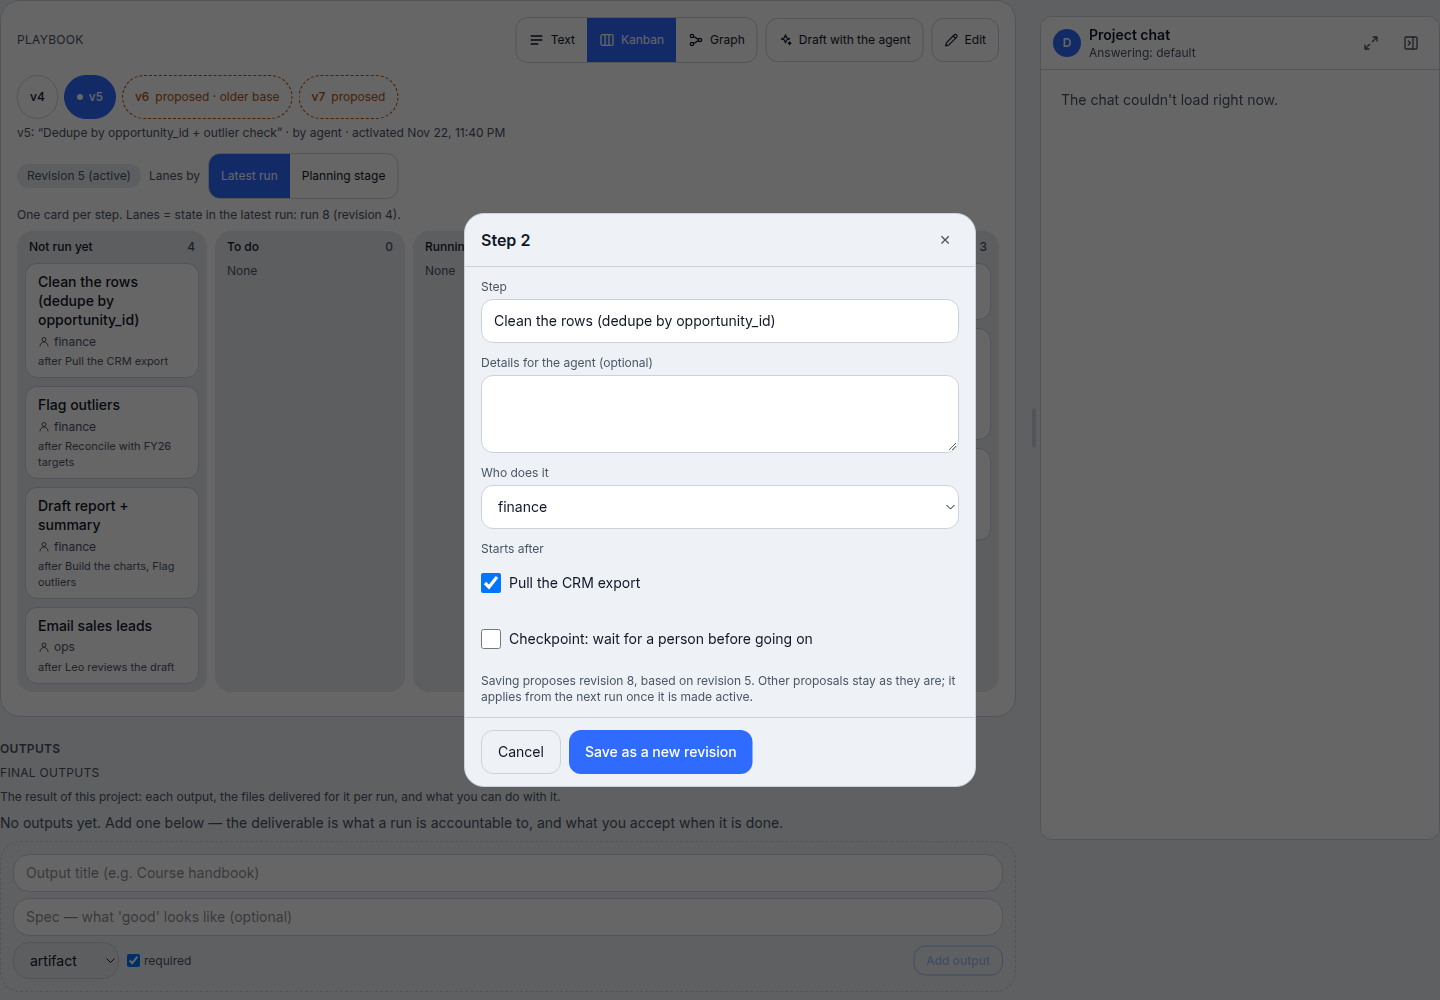 PLAYBOOK
Text
Kanban
Graph
Draft with the agent
Edit
v4
v5
v6 proposed · older base
v7 proposed
v5: “Dedupe by opportunity_id + outlier check” · by agent · activated Nov 22, 11:40 PM
Revision 5 (active)
Lanes by
Latest run
Planning stage
One card per step. Lanes = state in the latest run: run 8 (revision 4).
Not run yet 4
Clean the rows
(dedupe by
opportunity_id)
finance
after Pull the CRM export
Flag outliers
finance
after Reconcile with FY26
targets
Draft report +
summary
finance
after Build the charts, Flag
outliers
Email sales leads
ops
after Leo reviews the draft
To do 0
None
None
3
Step 2
×
Step
Clean the rows (dedupe by opportunity_id)
Details for the agent (optional)
Who does it
finance
Starts after
Pull the CRM export
Checkpoint: wait for a person before going on
Saving proposes revision 8, based on revision 5. Other proposals stay as they are; it
applies from the next run once it is made active.
Cancel
Save as a new revision
OUTPUTS
FINAL OUTPUTS
The result of this project: each output, the files delivered for it per run, and what you can do with it.
No outputs yet. Add one below — the deliverable is what a run is accountable to, and what you accept when it is done.
Output title (e.g. Course handbook)
Spec — what 'good' looks like (optional)
artifact
required
Add output
D
Project chat
Answering: default
The chat couldn't load right now.